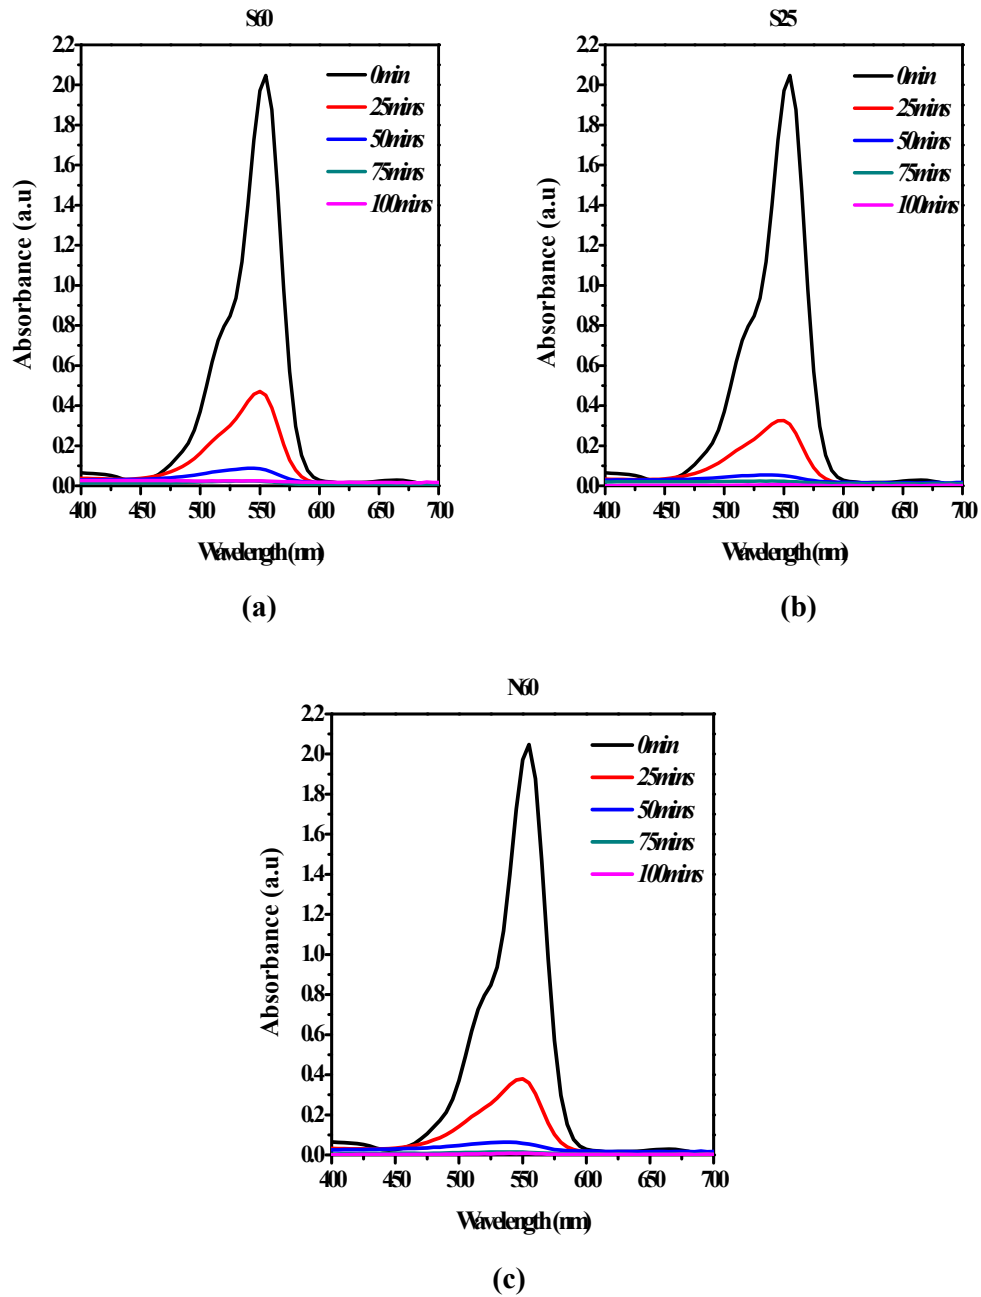 S60
2.2
2.0
1.8
1.6
1.4
1.2
1.0
0.8
0.6
0.4
0.2
0.0
Absorbance (a.u)
0min
25mins
50mins
75mins
100mins
400 450 500 550 600 650 700
Wavelength (nm)
(a)
S25
2.2
2.0
1.8
1.6
1.4
1.2
1.0
0.8
0.6
0.4
0.2
0.0
Absorbance (a.u)
0min
25mins
50mins
75mins
100mins
400 450 500 550 600 650 700
Wavelength (nm)
(b)
N60
2.2
2.0
1.8
1.6
1.4
1.2
1.0
0.8
0.6
0.4
0.2
0.0
Absorbance (a.u)
0min
25mins
50mins
75mins
100mins
400 450 500 550 600 650 700
Wavelength (nm)
(c)